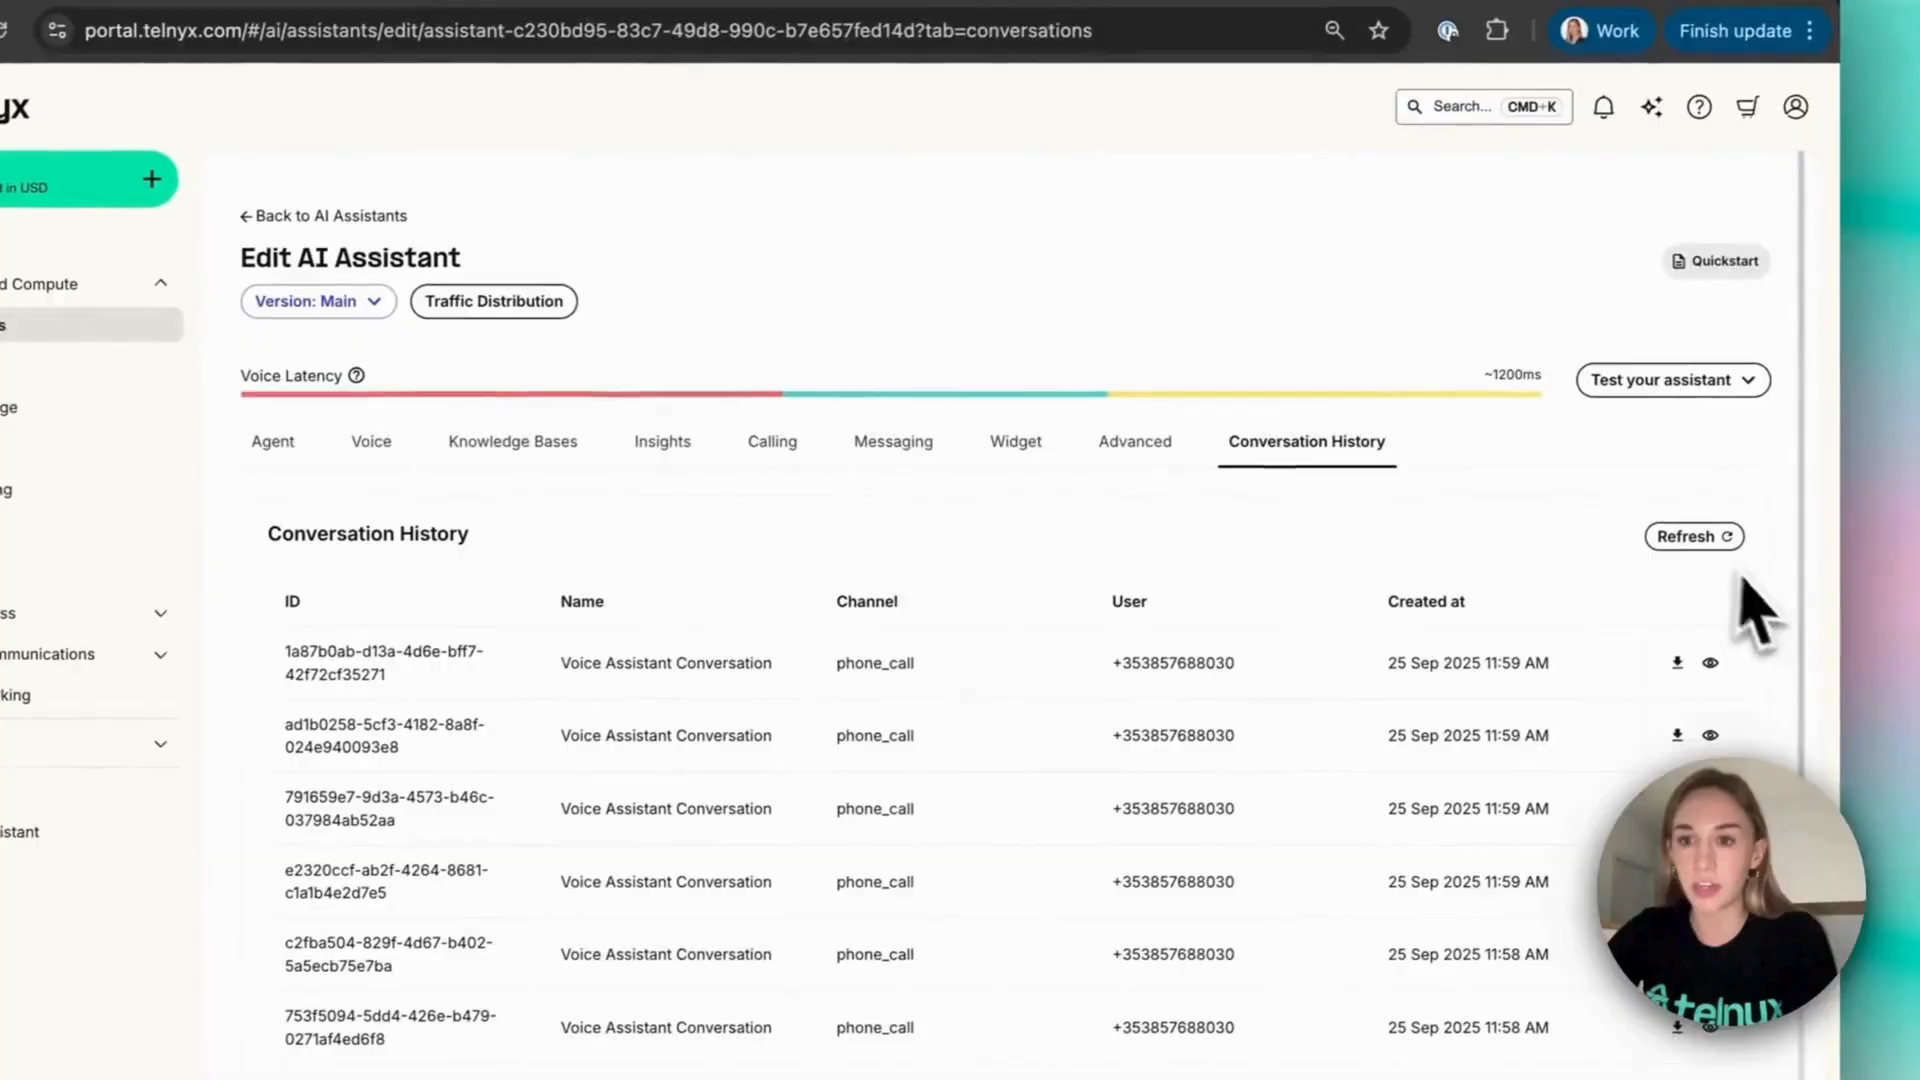 portal.telnyx.com/#/ai/assistants/edit/assistant-c230bd95-83c7-49d8-990c-b7e657fed14d?tab=conversations
Work
Finish update
yx
Search...
CMD+K
t in USD
← Back to AI Assistants
Edit AI Assistant
Quickstart
d Compute
Version: Main
Traffic Distribution
s
Voice Latency
~1200ms
Test your assistant
ge
Agent
Voice
Knowledge Bases
Insights
Calling
Messaging
Widget
Advanced
Conversation History
ng
Conversation History
Refresh
ID
Name
Channel
User
Created at
ss
1a87b0ab-d13a-4d6e-bff7-
42f72cf35271
Voice Assistant Conversation
phone_call
+353857688030
25 Sep 2025 11:59 AM
mmunications
king
ad1b0258-5cf3-4182-8a8f-
024e940093e8
Voice Assistant Conversation
phone_call
+353857688030
25 Sep 2025 11:59 AM
791659e7-9d3a-4573-b46c-
037984ab52aa
Voice Assistant Conversation
phone_call
+353857688030
25 Sep 2025 11:59 AM
istant
e2320ccf-ab2f-4264-8681-
c1a1b4e2d7e5
Voice Assistant Conversation
phone_call
+353857688030
25 Sep 2025 11:59 AM
c2fba504-829f-4d67-b402-
5a5ecb75e7ba
Voice Assistant Conversation
phone_call
+353857688030
25 Sep 2025 11:58 AM
753f5094-5dd4-426e-b479-
0271af4ed6f8
Voice Assistant Conversation
phone_call
+353857688030
25 Sep 2025 11:58 AM
telnyx